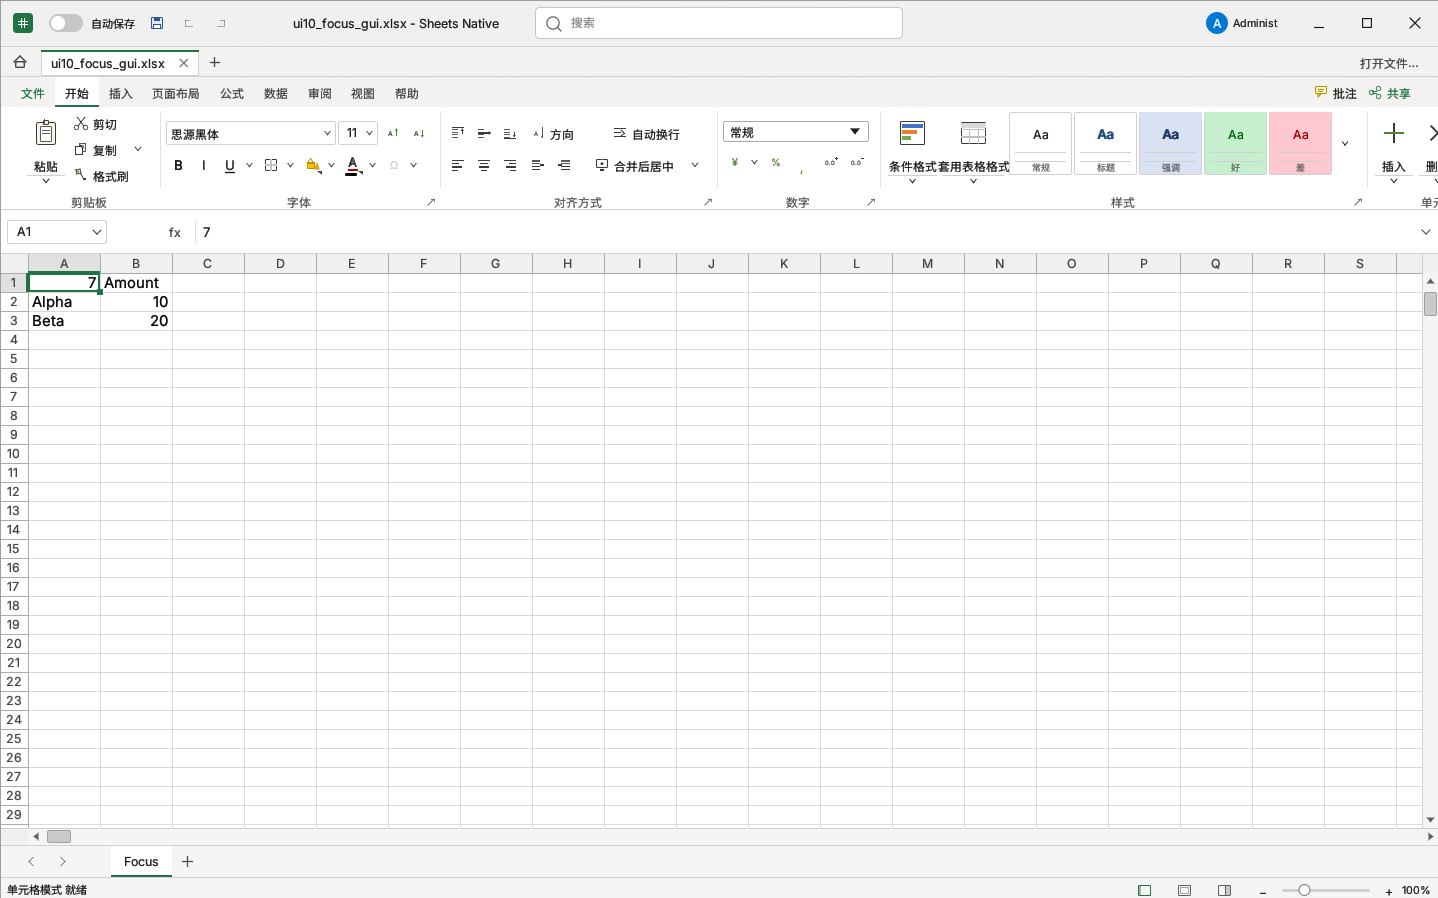 自动保存
ui10_focus_gui.xlsx - Sheets Native
搜索
A
Administ
ui10_focus_gui.xlsx
打开文件...
文件 开始 插入 页面布局 公式 数据 审阅 视图 帮助
批注 共享
粘贴
剪切
复制
格式刷
剪贴板
思源黑体
11
B I U
字体
方向
自动换行
合并后居中
对齐方式
常规
¥ % ,
数字
条件格式
套用表格格式
Aa 常规
Aa 标题
Aa 强调
Aa 好
Aa 差
样式
插入
删
单元
A1
fx
7
A B C D E F G H I J K L M N O P Q R S
1 7 Amount
2 Alpha 10
3 Beta 20
4
5
6
7
8
9
10
11
12
13
14
15
16
17
18
19
20
21
22
23
24
25
26
27
28
29
Focus
单元格模式 就绪
100%